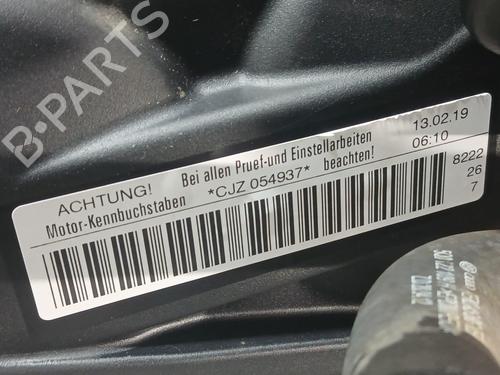 B-PARTS
ACHTUNG! Bei allen Pruef-und Einstellarbeiten 13.02.19
Motor-Kennbuchstaben *CJZ 054937* beachten! 06:10
8222
26
7